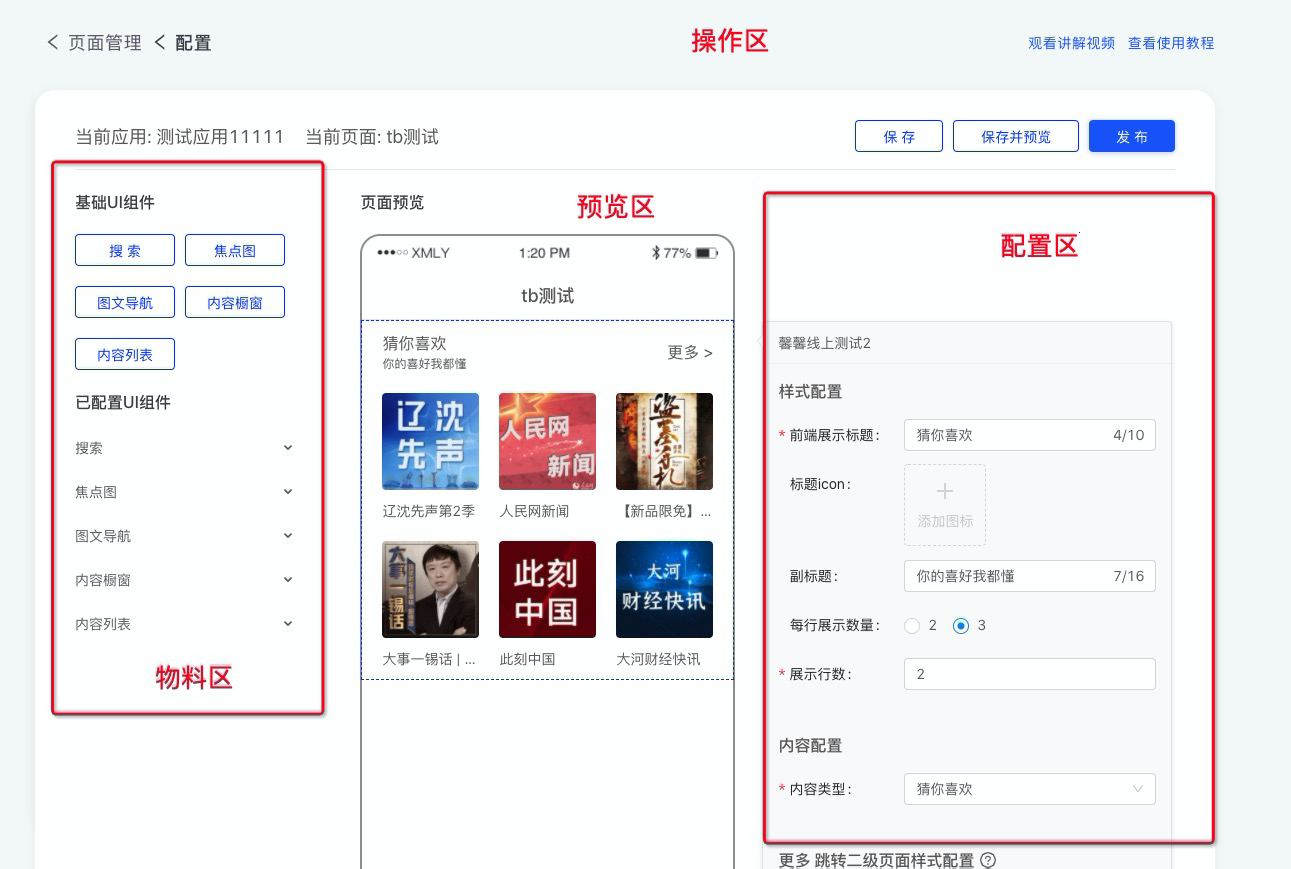 页面管理 配置
操作区
观看讲解视频 查看使用教程
当前应用: 测试应用11111 当前页面: tb测试
保 存
保存并预览
发 布
基础UI组件
搜 索
焦点图
图文导航
内容橱窗
内容列表
已配置UI组件
搜索
焦点图
图文导航
内容橱窗
内容列表
物料区
页面预览
预览区
XMLY 1:20 PM 77%
tb测试
猜你喜欢
你的喜好我都懂
更多 >
辽沈
先声
人民网
新闻
盗墓手札
辽沈先声第2季
人民网新闻
【新品限免】...
大事一锡话
此刻
中国
大河
财经快讯
大事一锡话 | ...
此刻中国
大河财经快讯
配置区
馨馨线上测试2
样式配置
* 前端展示标题: 猜你喜欢 4/10
标题icon:
添加图标
副标题: 你的喜好我都懂 7/16
每行展示数量: 2 3
* 展示行数: 2
内容配置
* 内容类型: 猜你喜欢
更多 跳转二级页面样式配置